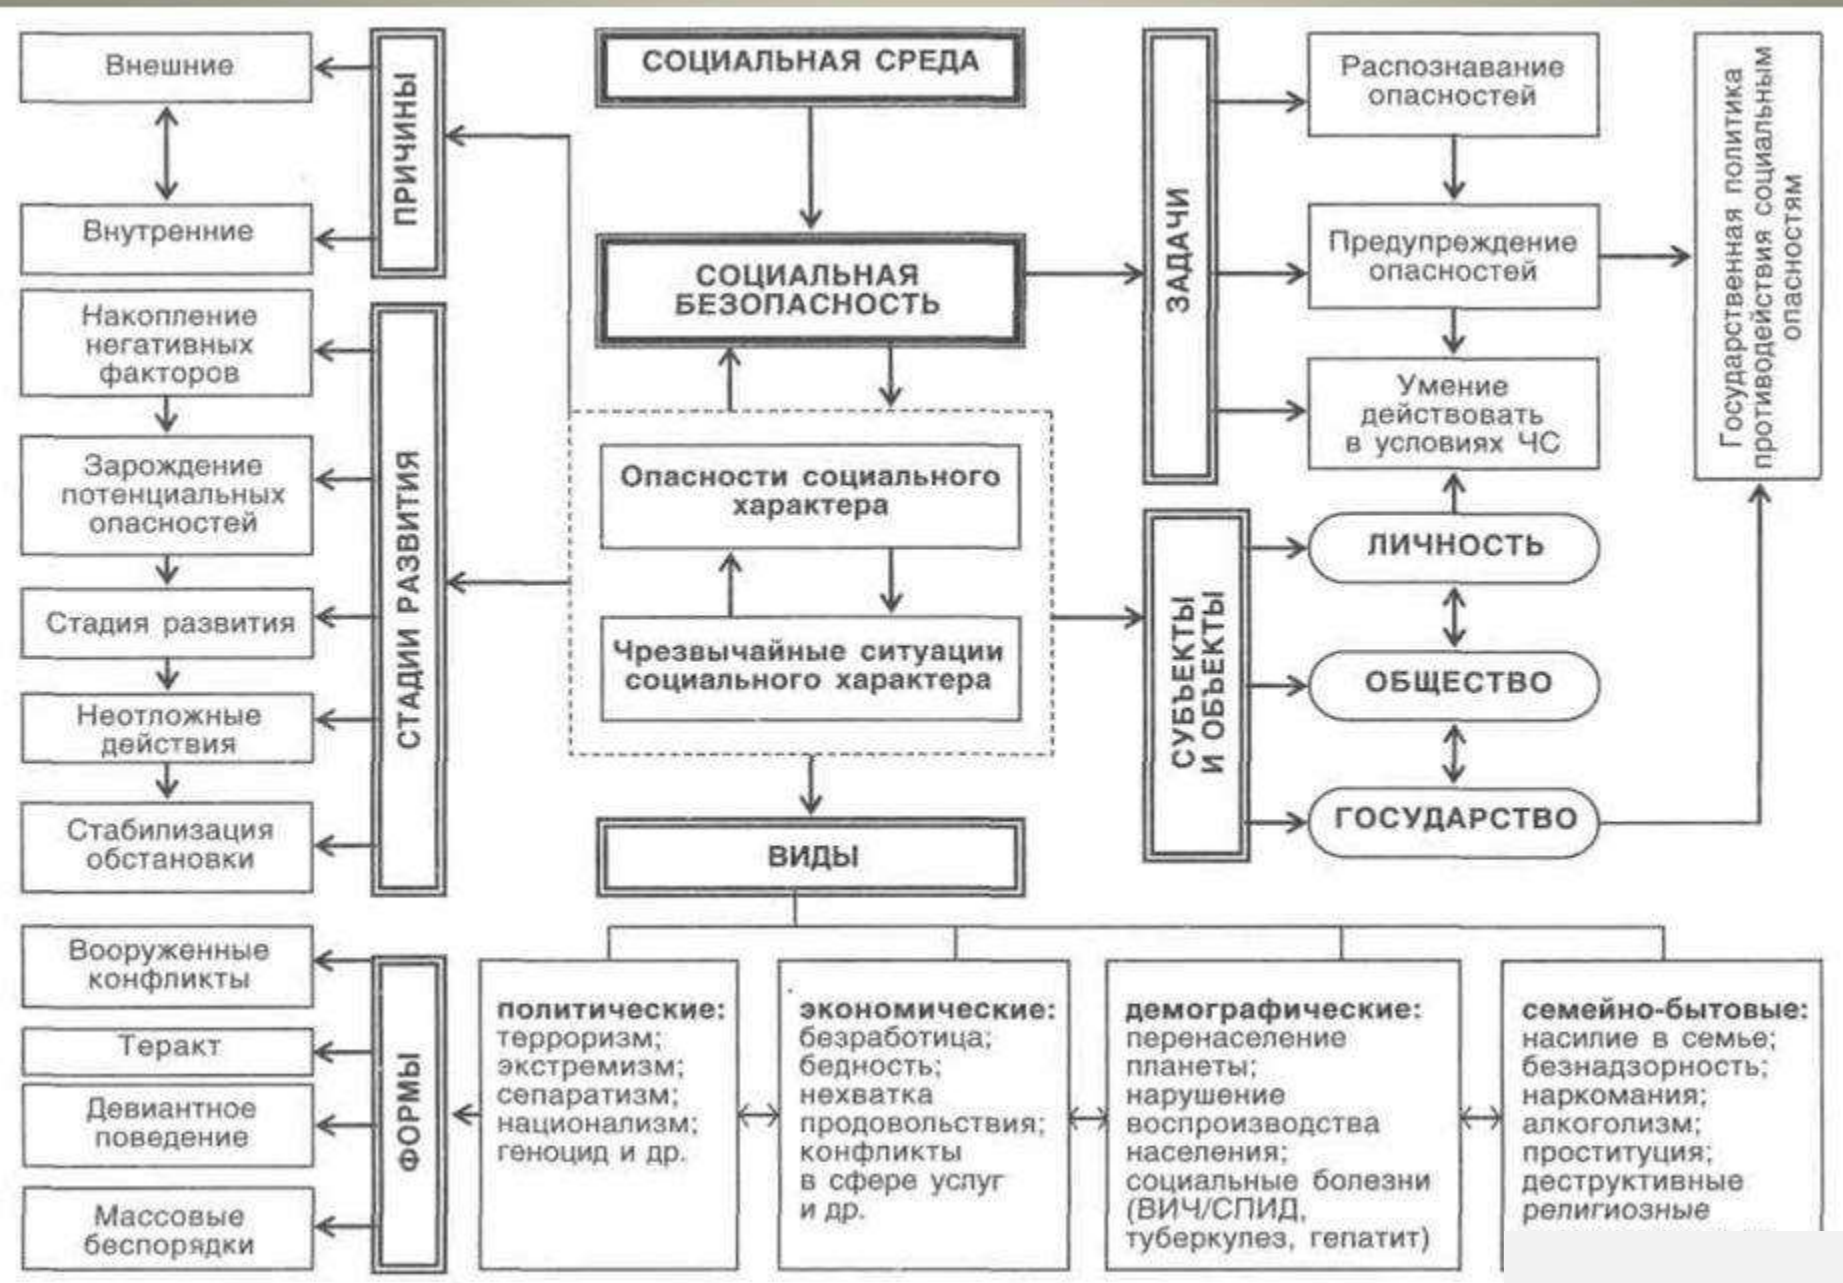 Внешние
Внутренние
ПРИЧИНЫ
Накопление
негативных
факторов
Зарождение
потенциальных
опасностей
Стадия развития
Неотложные
действия
Стабилизация
обстановки
СТАДИИ РАЗВИТИЯ
Вооруженные
конфликты
Теракт
Девиантное
поведение
Массовые
беспорядки
ФОРМЫ
СОЦИАЛЬНАЯ СРЕДА
СОЦИАЛЬНАЯ
БЕЗОПАСНОСТЬ
Опасности социального
характера
Чрезвычайные ситуации
социального характера
ВИДЫ
ЗАДАЧИ
Распознавание
опасностей
Предупреждение
опасностей
Умение
действовать
в условиях ЧС
Государственная политика
противодействия социальным
опасностям
СУБЪЕКТЫ
И ОБЪЕКТЫ
ЛИЧНОСТЬ
ОБЩЕСТВО
ГОСУДАРСТВО
политические:
терроризм;
экстремизм;
сепаратизм;
национализм;
геноцид и др.
экономические:
безработица;
бедность;
нехватка
продовольствия;
конфликты
в сфере услуг
и др.
демографические:
перенаселение
планеты;
нарушение
воспроизводства
населения;
социальные болезни
(ВИЧ/СПИД,
туберкулез, гепатит)
семейно-бытовые:
насилие в семье;
безнадзорность;
наркомания;
алкоголизм;
проституция;
деструктивные
религиозные